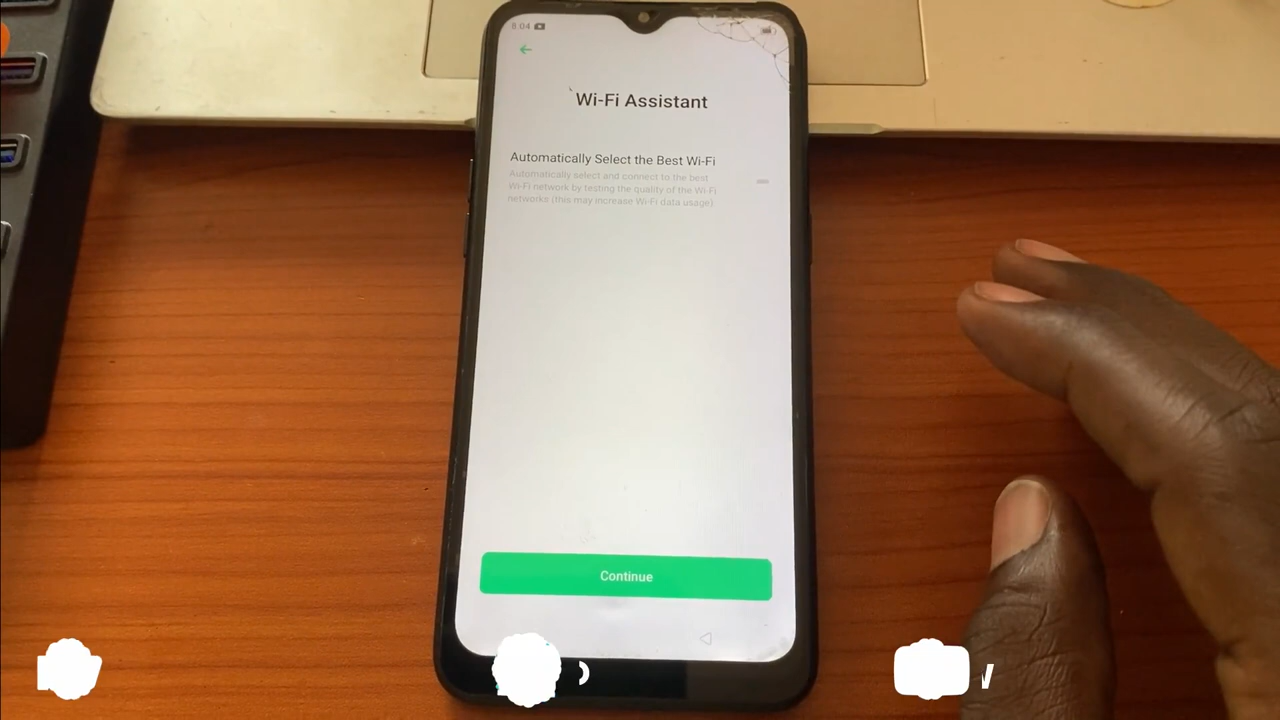 8:04
Wi-Fi Assistant
Automatically Select the Best Wi-Fi
Automatically select and connect to the best
Wi-Fi network by testing the quality of the Wi-Fi
networks (this may increase Wi-Fi data usage)
Continue